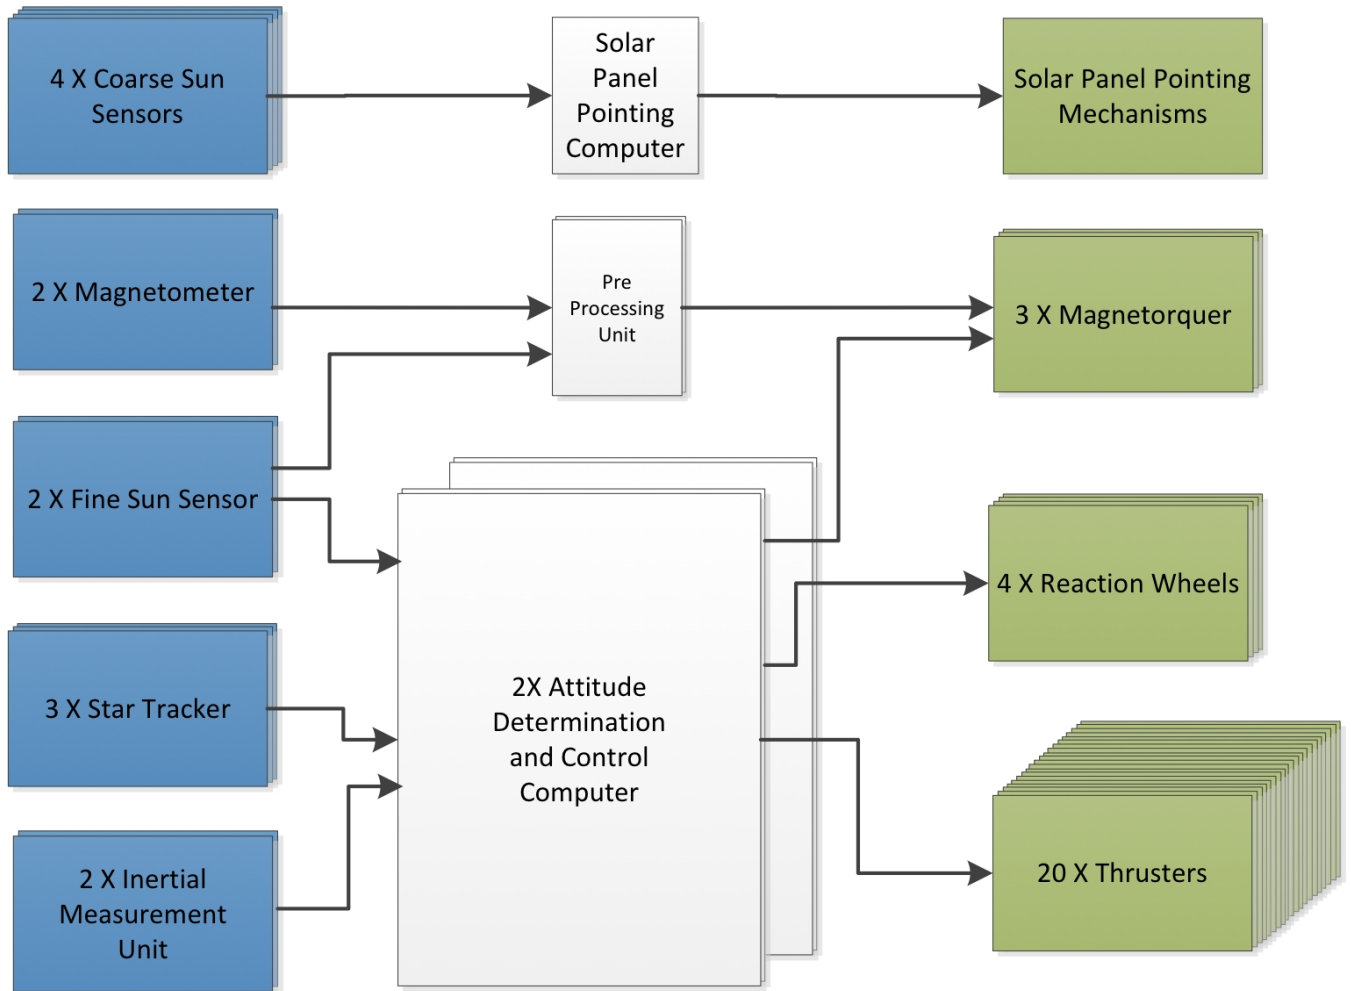 4 X Coarse Sun
Sensors
Solar
Panel
Pointing
Computer
Solar Panel Pointing
Mechanisms
2 X Magnetometer
Pre
Processing
Unit
3 X Magnetorquer
2 X Fine Sun Sensor
4 X Reaction Wheels
3 X Star Tracker
2X Attitude
Determination
and Control
Computer
2 X Inertial
Measurement
Unit
20 X Thrusters